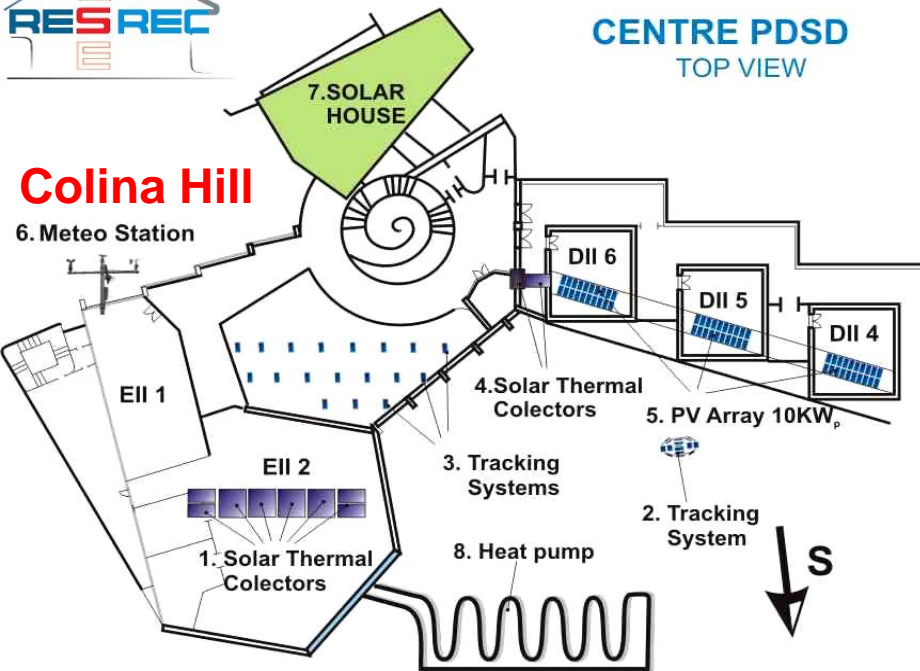 RESREC
E
CENTRE PDSD
TOP VIEW
7.SOLAR
HOUSE
Colina Hill
6. Meteo Station
DII 6
DII 5
DII 4
EII 1
4.Solar Thermal
Colectors
5. PV Array 10KWp
EII 2
3. Tracking
Systems
2. Tracking
System
1. Solar Thermal
Colectors
8. Heat pump
S